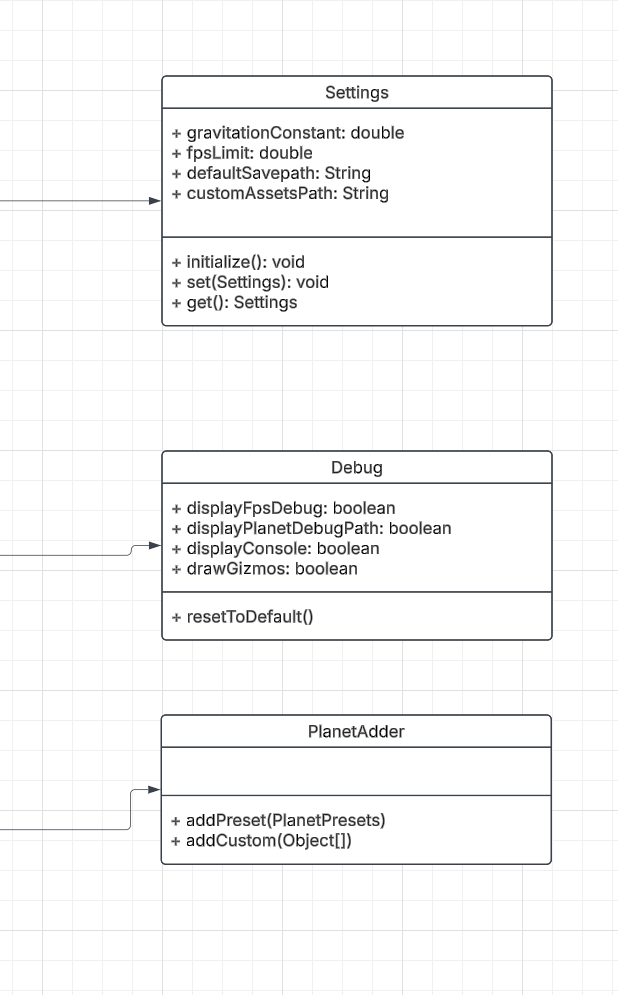 Settings
+ gravitationConstant: double
+ fpsLimit: double
+ defaultSavepath: String
+ customAssetsPath: String
+ initialize(): void
+ set(Settings): void
+ get(): Settings
Debug
+ displayFpsDebug: boolean
+ displayPlanetDebugPath: boolean
+ displayConsole: boolean
+ drawGizmos: boolean
+ resetToDefault()
PlanetAdder
+ addPreset(PlanetPresets)
+ addCustom(Object[])